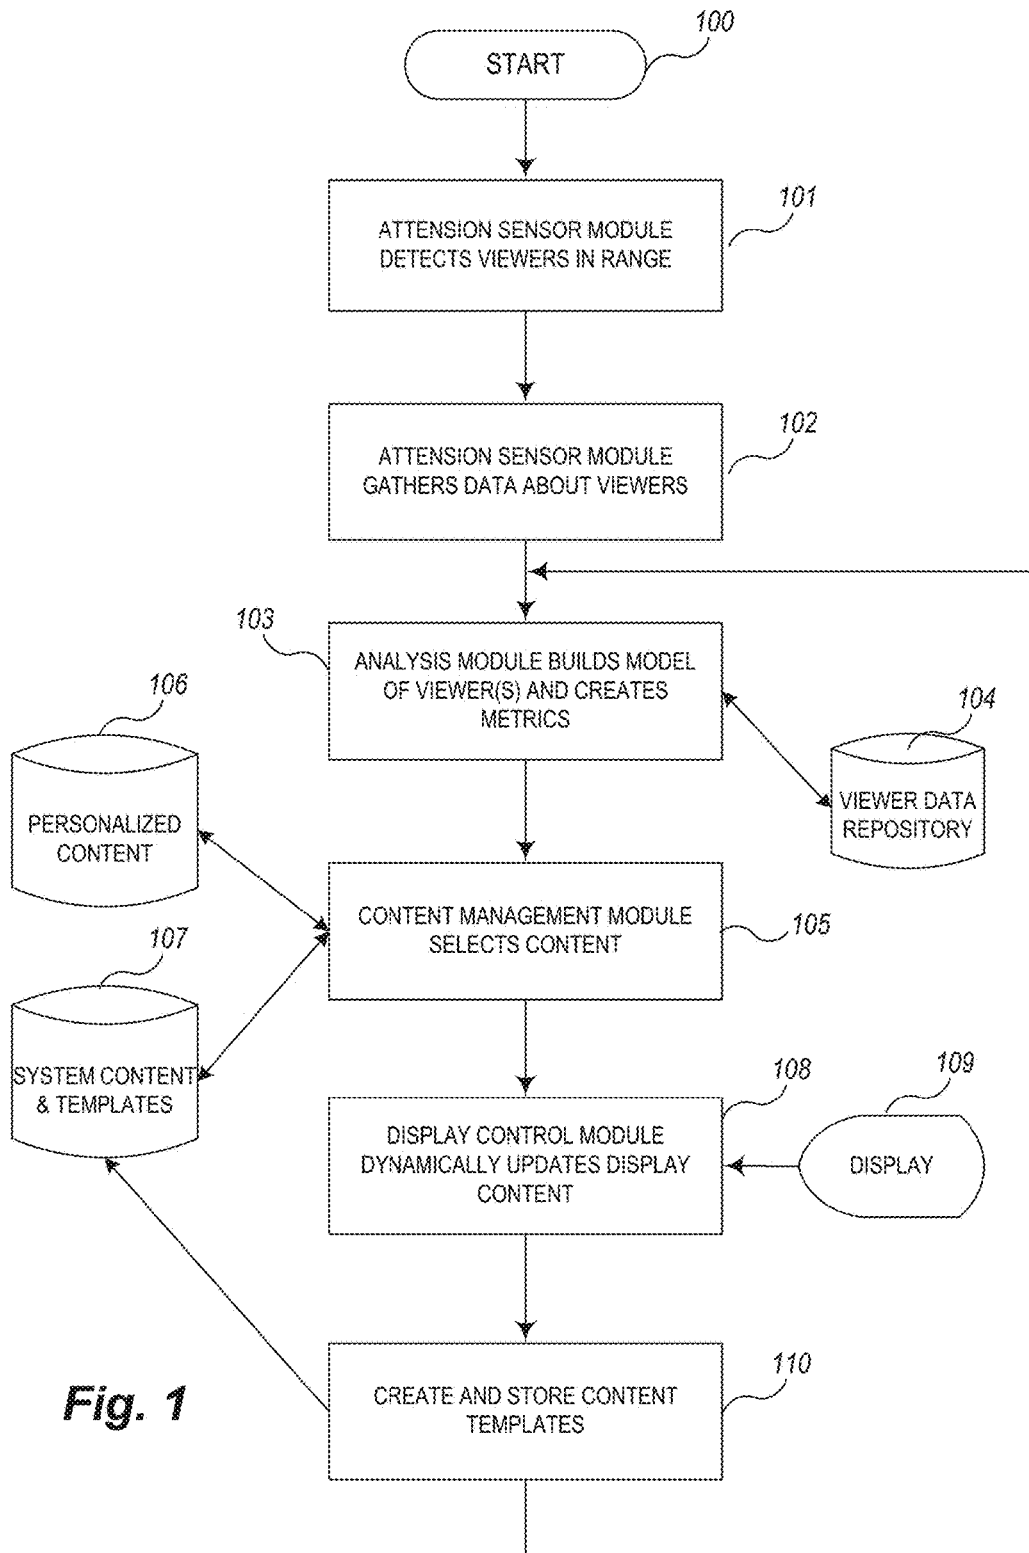 100
START
101
ATTENSION SENSOR MODULE
DETECTS VIEWERS IN RANGE
102
ATTENSION SENSOR MODULE
GATHERS DATA ABOUT VIEWERS
103
ANALYSIS MODULE BUILDS MODEL
OF VIEWER(S) AND CREATES
METRICS
104
VIEWER DATA
REPOSITORY
106
PERSONALIZED
CONTENT
105
CONTENT MANAGEMENT MODULE
SELECTS CONTENT
107
SYSTEM CONTENT
& TEMPLATES
108
DISPLAY CONTROL MODULE
DYNAMICALLY UPDATES DISPLAY
CONTENT
109
DISPLAY
110
CREATE AND STORE CONTENT
TEMPLATES
Fig. 1